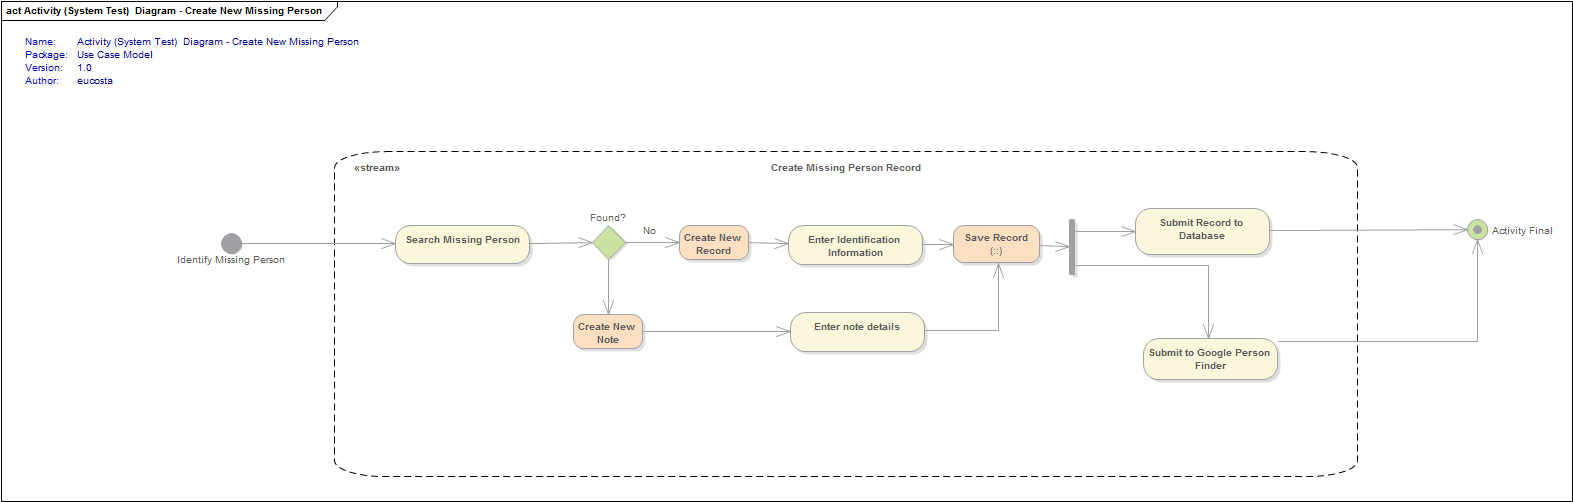 act Activity (System Test)  Diagram - Create New Missing Person
Name: Activity (System Test)  Diagram - Create New Missing Person
Package: Use Case Model
Version: 1.0
Author: eucosta
«stream»
Create Missing Person Record
Identify Missing Person
Search Missing Person
Found?
No
Create New
Record
Enter Identification
Information
Save Record
(::)
Submit Record to
Database
Activity Final
Create New
Note
Enter note details
Submit to Google Person
Finder